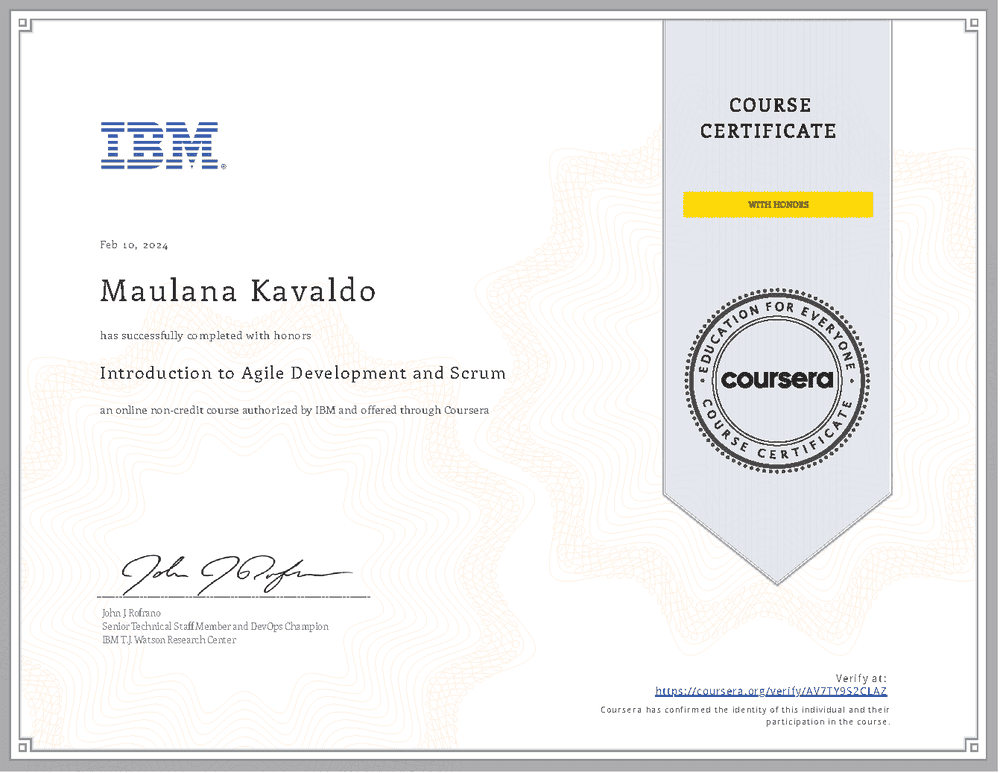 IBM®
COURSE
CERTIFICATE
WITH HONORS
Feb 10, 2024
Maulana Kavaldo
has successfully completed with honors
Introduction to Agile Development and Scrum
an online non-credit course authorized by IBM and offered through Coursera
EDUCATION FOR EVERYONE
coursera
COURSE CERTIFICATE
John J Rofrano
John J. Rofrano
Senior Technical Staff Member and DevOps Champion
IBM T.J. Watson Research Center
Verify at:
https://coursera.org/verify/AV7TY9S2CLAZ
Coursera has confirmed the identity of this individual and their
participation in the course.